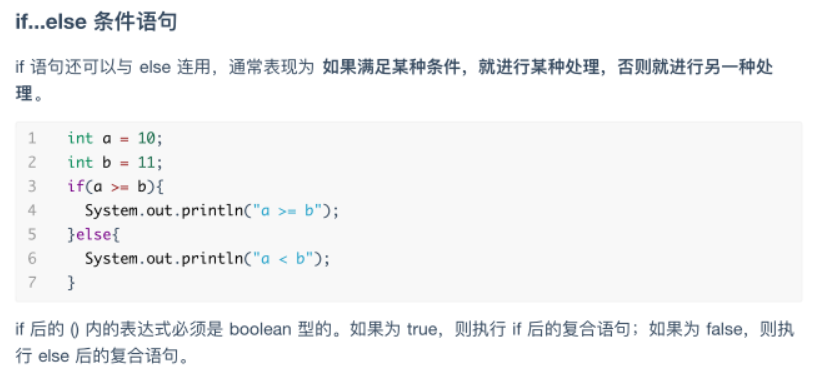 if...else 条件语句
if 语句还可以与 else 连用，通常表现为 如果满足某种条件，就进行某种处理，否则就进行另一种处
理。
1 int a = 10;
2 int b = 11;
3 if(a >= b){
4 System.out.println("a >= b");
5 }else{
6 System.out.println("a < b");
7 }
if 后的 () 内的表达式必须是 boolean 型的。如果为 true，则执行 if 后的复合语句；如果为 false，则执
行 else 后的复合语句。